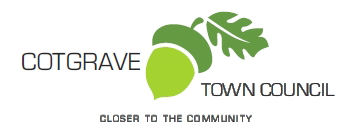 COTGRAVE
TOWN COUNCIL
CLOSER TO THE COMMUNITY